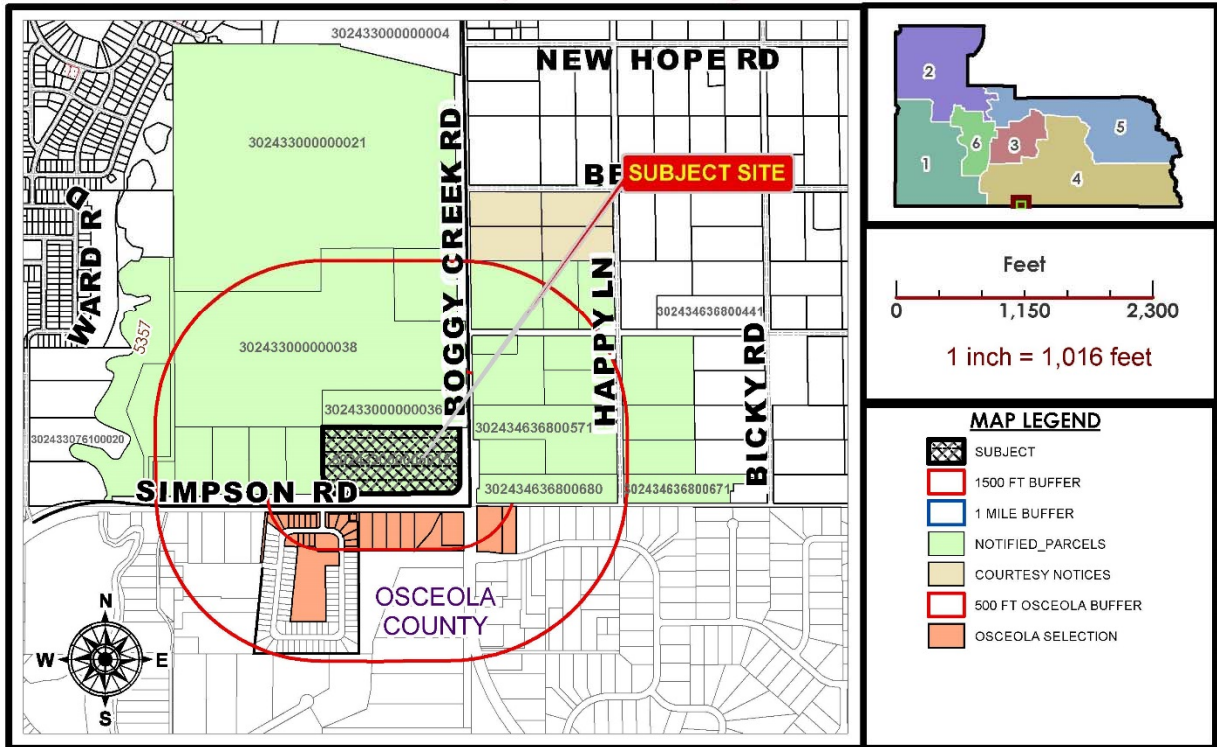 302433000000004
NEW HOPE RD
302433000000021
BOGGY CREEK RD
BE
SUBJECT SITE
WARD RD
5357
HAPPY LN
302434636800441
302433000000038
BICKY RD
302433000000036
302434636800571
302433076100020
SIMPSON RD
302434636800680
302434636800671
OSCEOLA
COUNTY
N
W
E
S
2
1
6
3
5
4
Feet
0
1,150
2,300
1 inch = 1,016 feet
MAP LEGEND
SUBJECT
1500 FT BUFFER
1 MILE BUFFER
NOTIFIED_PARCELS
COURTESY NOTICES
500 FT OSCEOLA BUFFER
OSCEOLA SELECTION